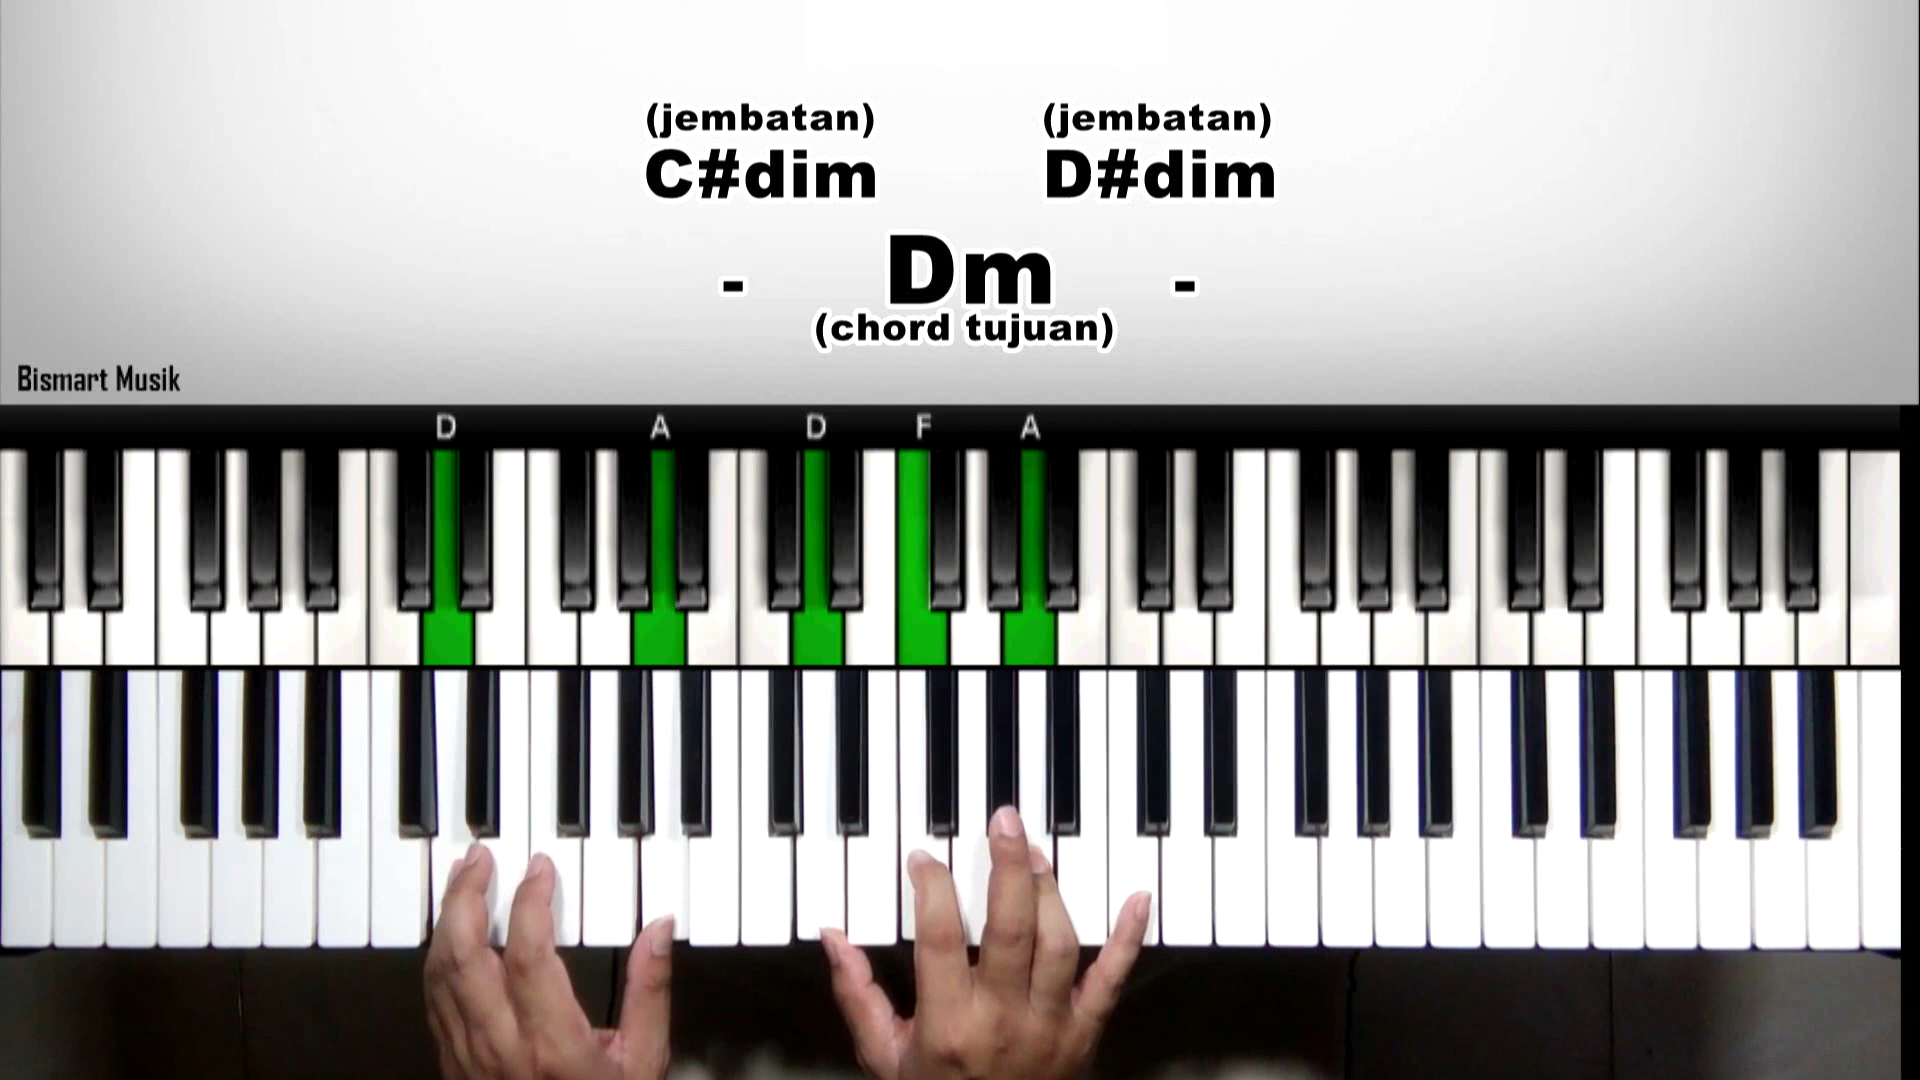 (jembatan) (jembatan)
C#dim D#dim
- Dm -
(chord tujuan)
Bismart Musik
D A D F A